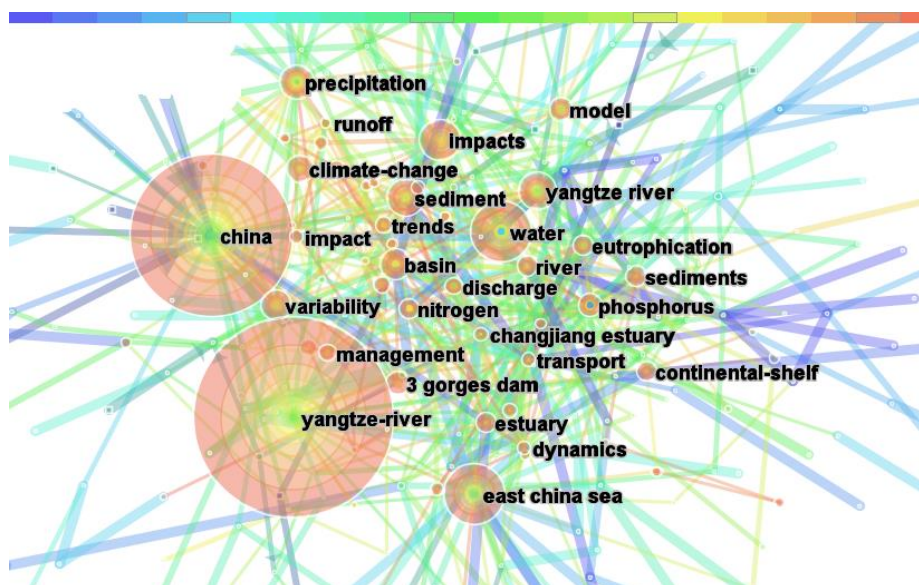 precipitation
model
runoff
impacts
climate-change
sediment
yangtze river
trends
china
impact
water
eutrophication
basin
river
sediments
discharge
variability
nitrogen
phosphorus
changjiang estuary
management
transport
3 gorges dam
continental-shelf
yangtze-river
estuary
dynamics
east china sea